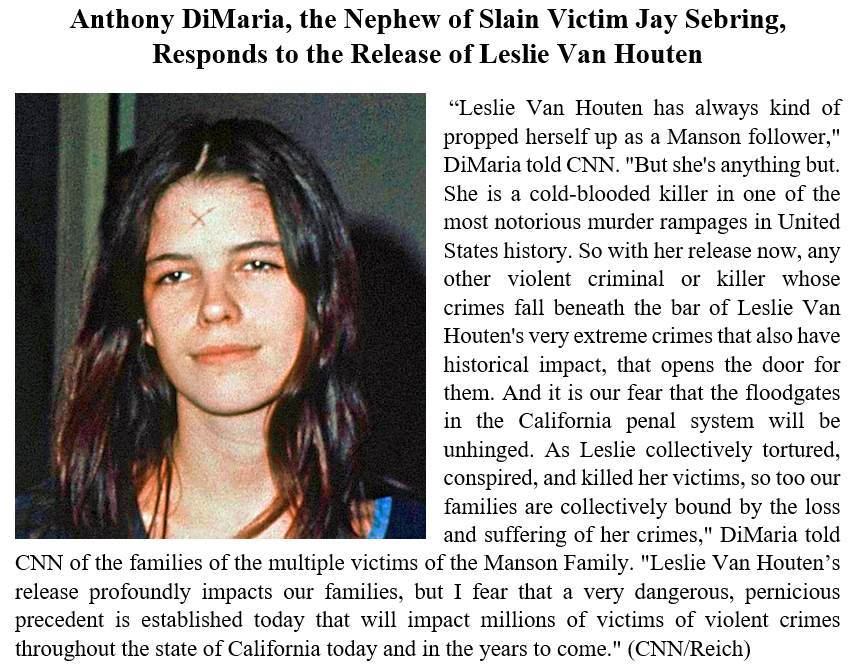 Anthony DiMaria, the Nephew of Slain Victim Jay Sebring,
Responds to the Release of Leslie Van Houten
“Leslie Van Houten has always kind of
propped herself up as a Manson follower,"
DiMaria told CNN. "But she's anything but.
She is a cold-blooded killer in one of the
most notorious murder rampages in United
States history. So with her release now, any
other violent criminal or killer whose
crimes fall beneath the bar of Leslie Van
Houten's very extreme crimes that also have
historical impact, that opens the door for
them. And it is our fear that the floodgates
in the California penal system will be
unhinged. As Leslie collectively tortured,
conspired, and killed her victims, so too our
families are collectively bound by the loss
and suffering of her crimes," DiMaria told
CNN of the families of the multiple victims of the Manson Family. "Leslie Van Houten’s
release profoundly impacts our families, but I fear that a very dangerous, pernicious
precedent is established today that will impact millions of victims of violent crimes
throughout the state of California today and in the years to come." (CNN/Reich)